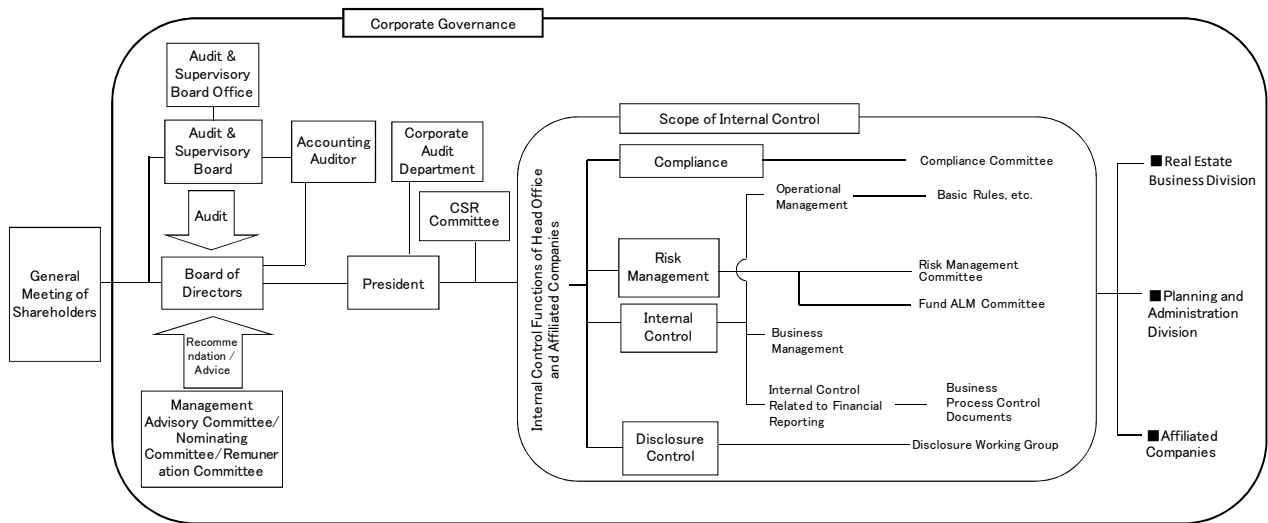 Corporate Governance
Audit &
Supervisory
Board Office
Audit &
Supervisory
Board
Accounting
Auditor
Corporate
Audit
Department
CSR
Committee
Audit
General
Meeting of
Shareholders
Board of
Directors
President
Recomme
ndation /
Advice
Management
Advisory Committee/
Nominating
Committee/Remuner
ation Committee
Internal Control Functions of Head Office
and Affiliated Companies
Scope of Internal Control
Compliance
Compliance Committee
Operational
Management
Basic Rules, etc.
Risk
Management
Risk Management
Committee
Fund ALM Committee
Internal
Control
Business
Management
Internal Control
Related to Financial
Reporting
Business
Process Control
Documents
Disclosure
Control
Disclosure Working Group
■Real Estate
Business Division
■Planning and
Administration
Division
■Affiliated
Companies